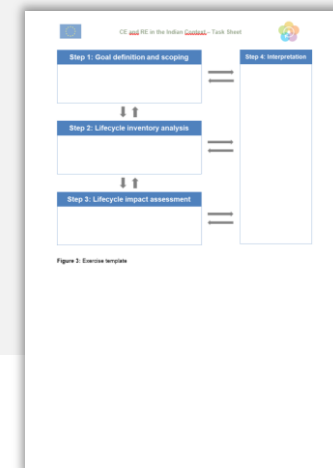 CE and RE in the Indian Context – Task Sheet
Step 1: Goal definition and scoping
Step 4: Interpretation
Step 2: Lifecycle inventory analysis
Step 3: Lifecycle impact assessment
Figure 3: Exercise template